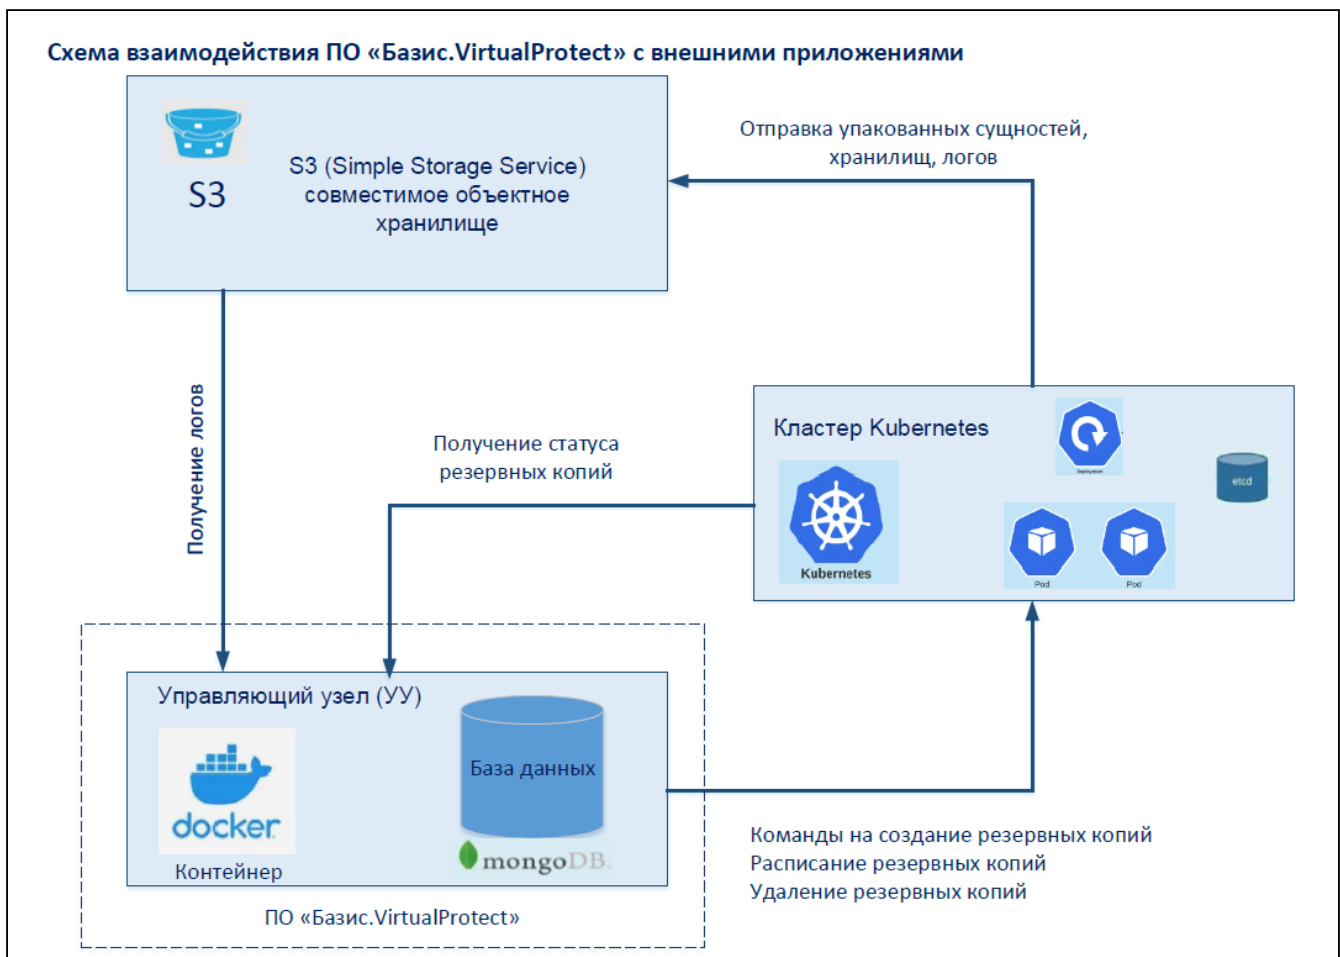 Схема взаимодействия ПО «Базис.VirtualProtect» с внешними приложениями
S3
S3 (Simple Storage Service)
совместимое объектное
хранилище
Отправка упакованных сущностей,
хранилищ, логов
Получение логов
Получение статуса
резервных копий
Кластер Kubernetes
Deployment
etcd
Kubernetes
Pod
Pod
Управляющий узел (УУ)
База данных
docker
mongoDB.
Контейнер
ПО «Базис.VirtualProtect»
Команды на создание резервных копий
Расписание резервных копий
Удаление резервных копий